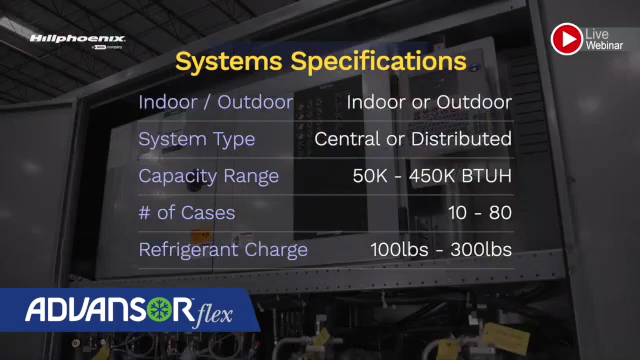 Hillphoenix
Live
Webinar
Systems Specifications
Indoor / Outdoor Indoor or Outdoor
System Type Central or Distributed
Capacity Range 50K - 450K BTUH
# of Cases 10 - 80
Refrigerant Charge 100lbs - 300lbs
ADVANSOR flex